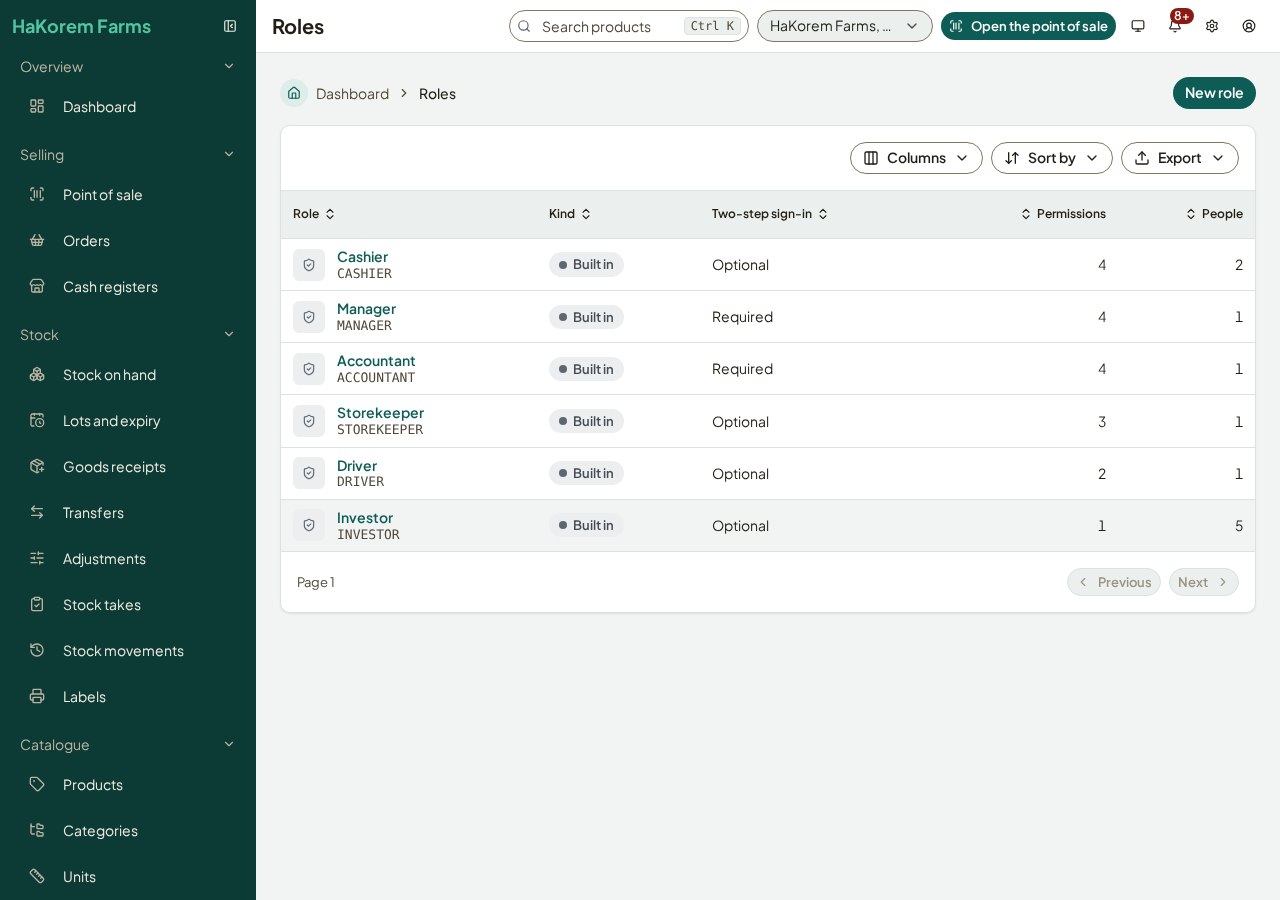 HaKorem Farms
Overview
Dashboard
Selling
Point of sale
Orders
Cash registers
Stock
Stock on hand
Lots and expiry
Goods receipts
Transfers
Adjustments
Stock takes
Stock movements
Labels
Catalogue
Products
Categories
Units
Roles
Search products
Ctrl K
HaKorem Farms, ...
Open the point of sale
8+
Dashboard
Roles
New role
Columns
Sort by
Export
Role Kind Two-step sign-in Permissions People
Cashier
CASHIER
Built in Optional 4 2
Manager
MANAGER
Built in Required 4 1
Accountant
ACCOUNTANT
Built in Required 4 1
Storekeeper
STOREKEEPER
Built in Optional 3 1
Driver
DRIVER
Built in Optional 2 1
Investor
INVESTOR
Built in Optional 1 5
Page 1
Previous
Next